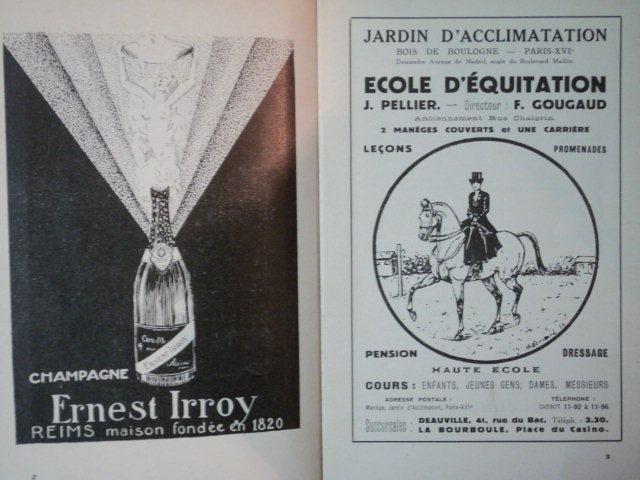 CHAMPAGNE
ERNEST IRROY
Ernest Irroy
REIMS maison fondée en 1820
2
JARDIN D'ACCLIMATATION
BOIS DE BOULOGNE — PARIS-XVIe
Descendre Avenue de Madrid, angle du Boulevard Maillot.
ECOLE D'ÉQUITATION
J. PELLIER. — Directeur : F. GOUGAUD
Anciennement Rue Chalgrin.
2 MANÈGES COUVERTS et UNE CARRIÈRE
LEÇONS PROMENADES
PENSION DRESSAGE
HAUTE ECOLE
COURS : ENFANTS, JEUNES GENS, DAMES, MESSIEURS
ADRESSE POSTALE : TÉLÉPHONE :
Manège, Jardin d'Acclimation, Paris-XVIe CARNOT 11-92 à 11-96
Succursales : DEAUVILLE, 41, rue du Bac. Téléph. 3.30.
LA BOURBOULE, Place du Casino.
3